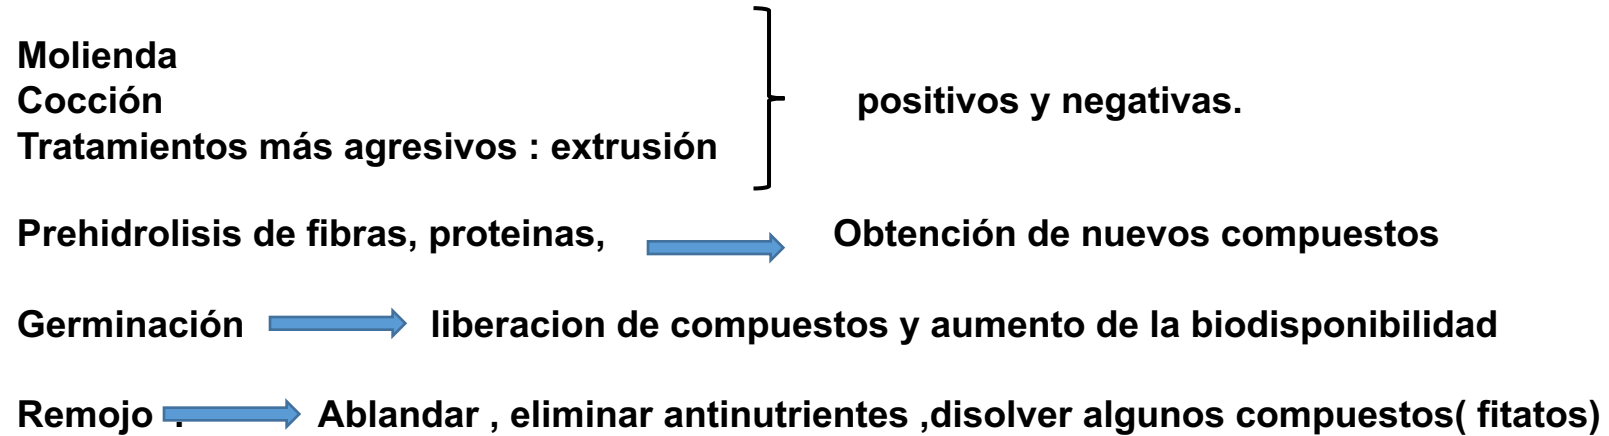 Molienda
Cocción
Tratamientos más agresivos : extrusión
positivos y negativas.
Prehidrolisis de fibras, proteinas, Obtención de nuevos compuestos
Germinación liberacion de compuestos y aumento de la biodisponibilidad
Remojo : Ablandar , eliminar antinutrientes ,disolver algunos compuestos( fitatos)